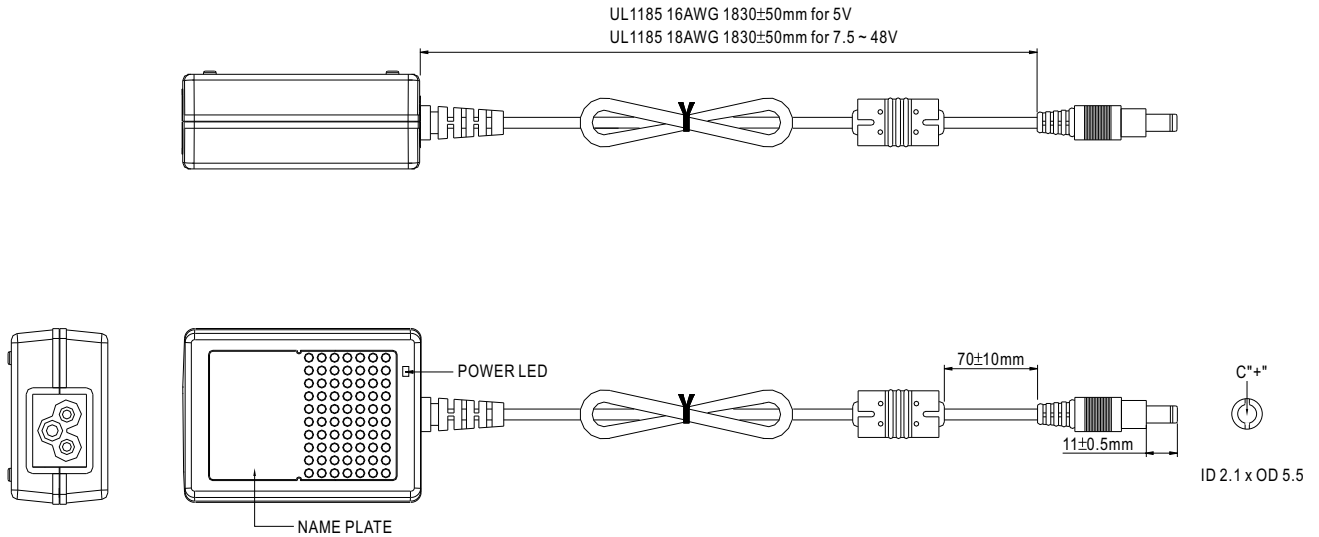 UL1185 16AWG 1830±50mm for 5V
UL1185 18AWG 1830±50mm for 7.5 ~ 48V
POWER LED
70±10mm
C"+"
11±0.5mm
ID 2.1 x OD 5.5
NAME PLATE